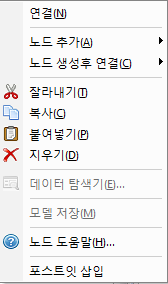 연결(N)
노드 추가(A)
노드 생성후 연결(C)
잘라내기(T)
복사(C)
붙여넣기(P)
지우기(D)
데이터 탐색기(E)...
모델 저장(M)
노드 도움말(H)...
포스트잇 삽입